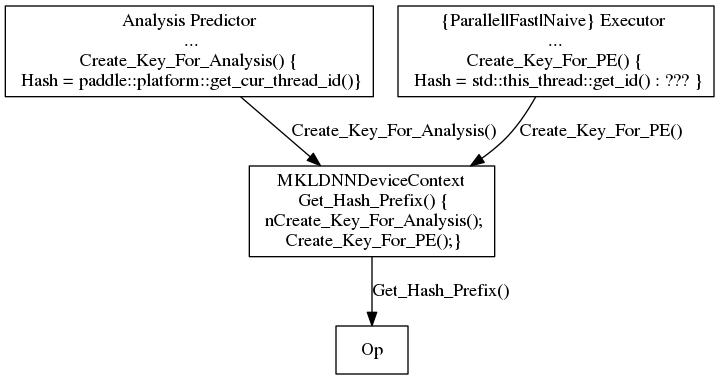 Analysis Predictor
...
Create_Key_For_Analysis() {
Hash = paddle::platform::get_cur_thread_id()}
{Parallel|Fast|Naive} Executor
...
Create_Key_For_PE() {
Hash = std::this_thread::get_id() : ??? }
Create_Key_For_Analysis()
Create_Key_For_PE()
MKLDNNDeviceContext
Get_Hash_Prefix() {
nCreate_Key_For_Analysis();
Create_Key_For_PE();}
Get_Hash_Prefix()
Op